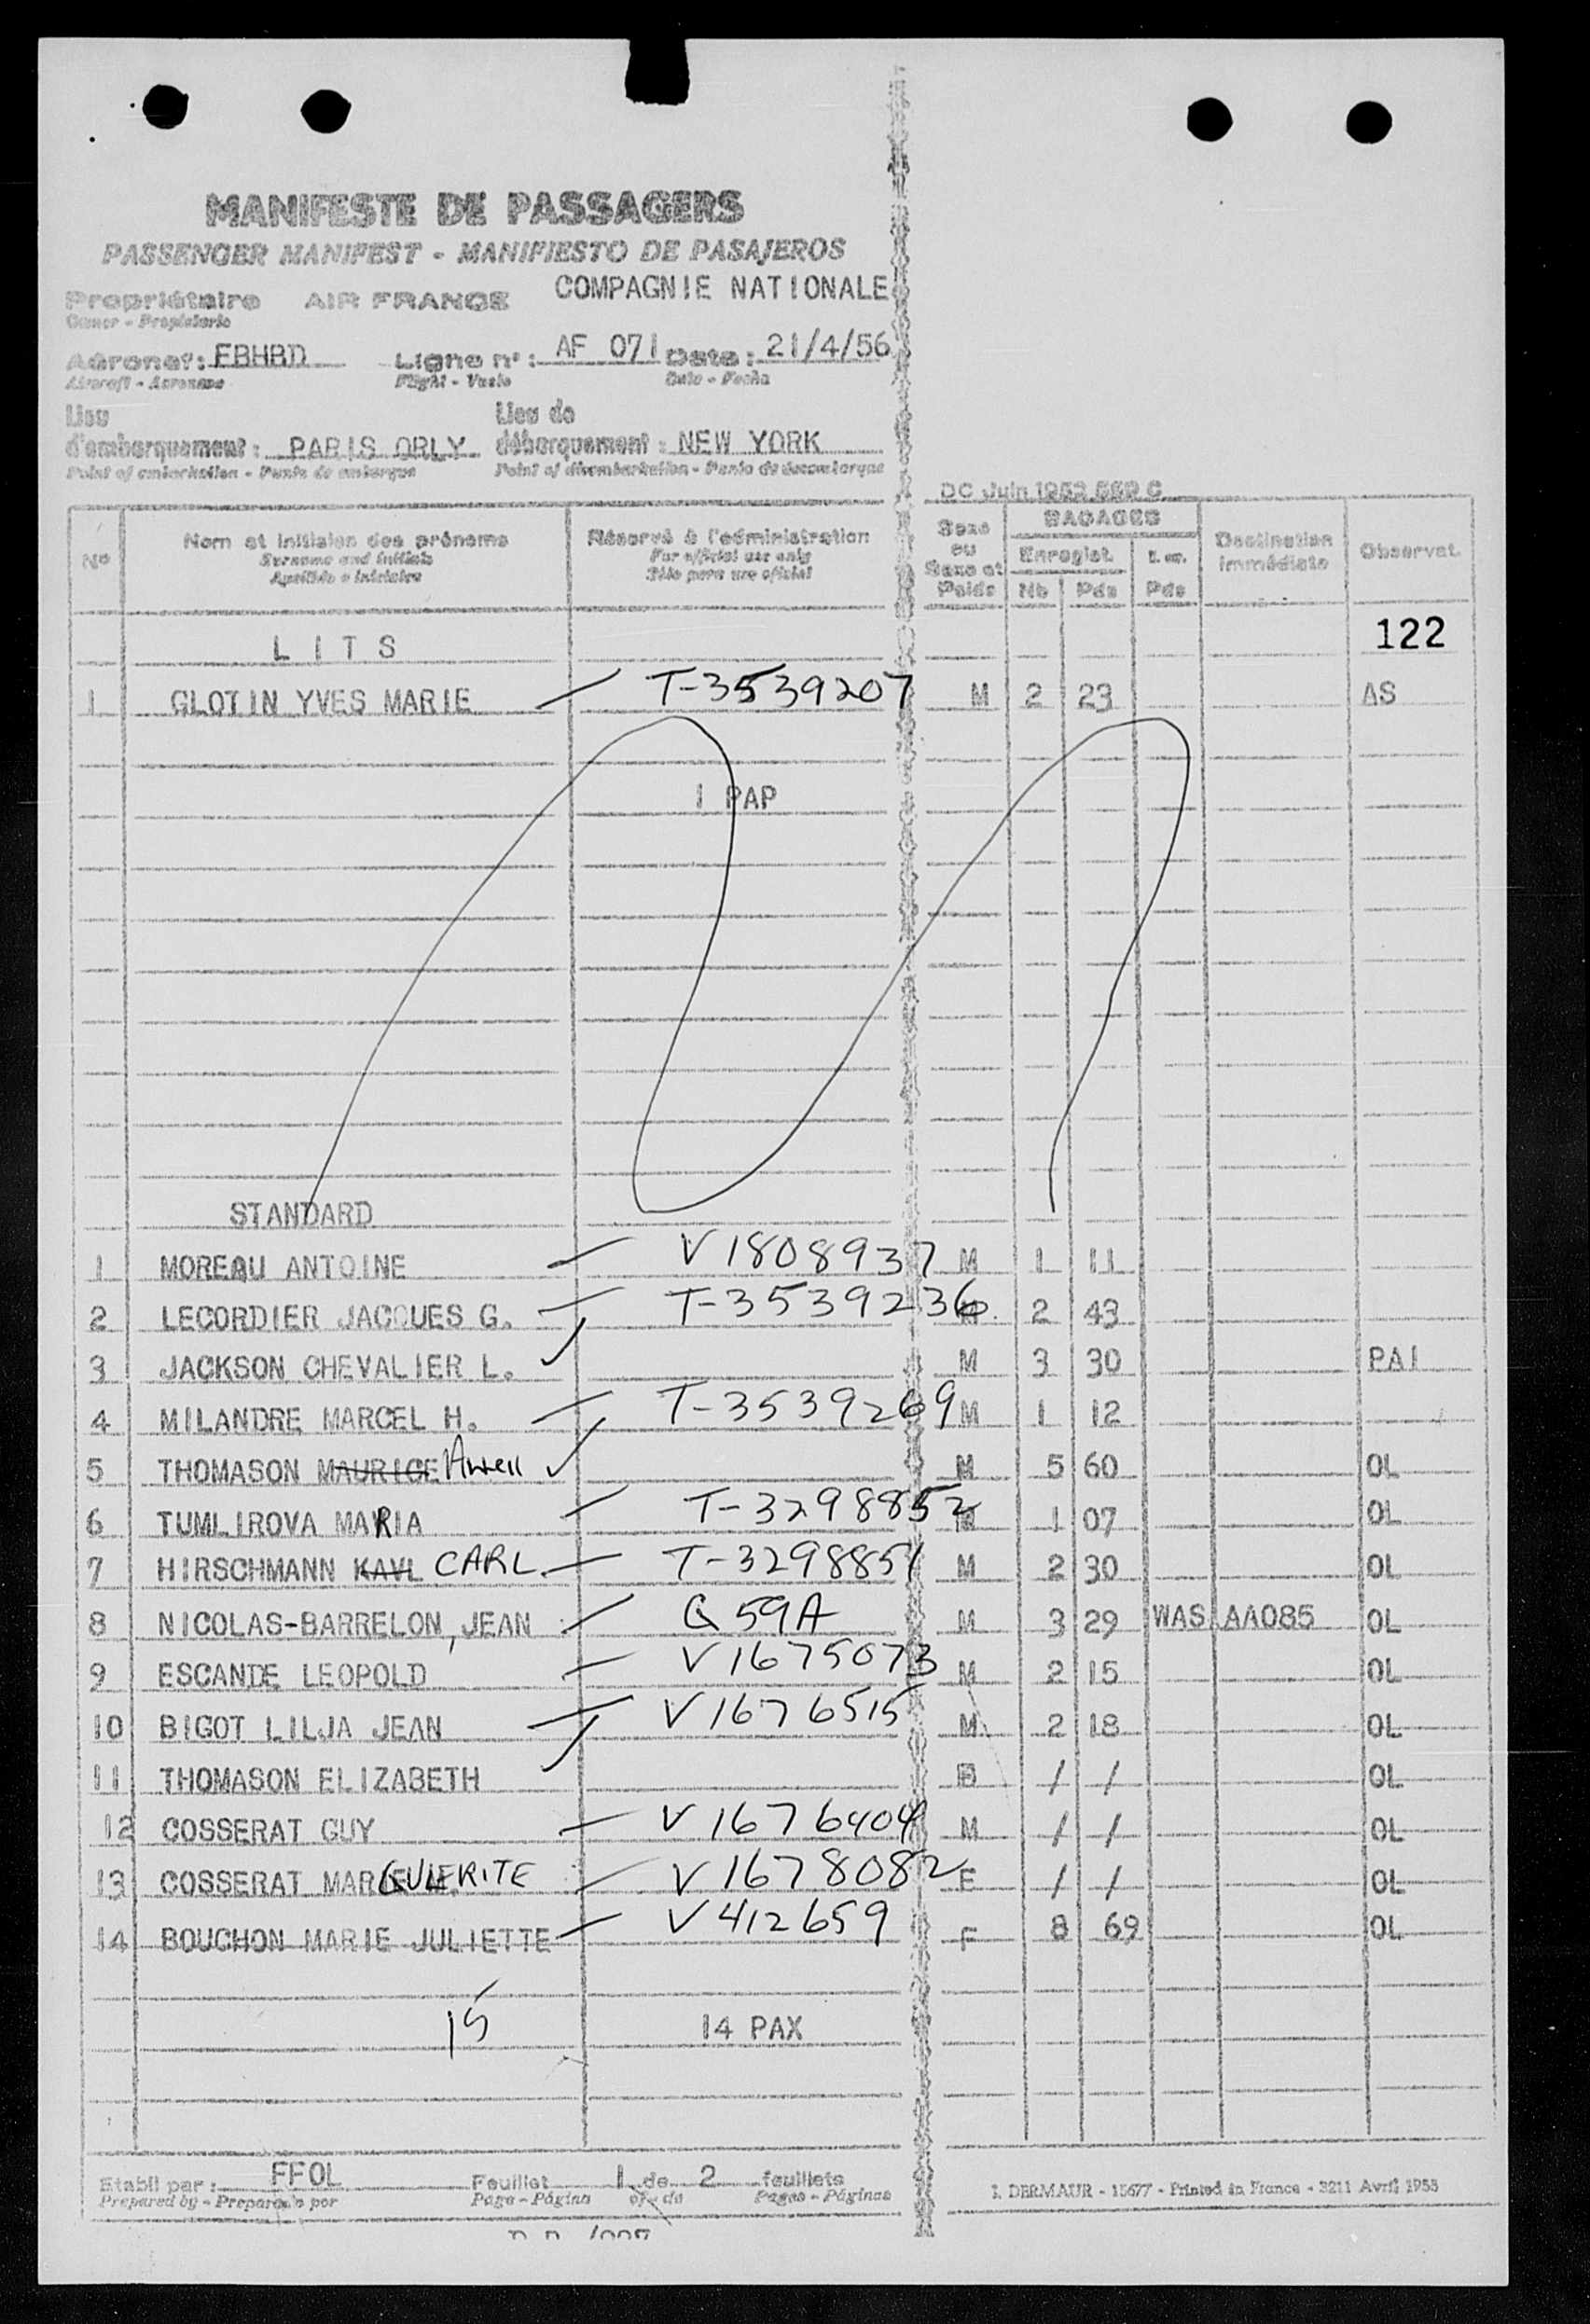 MANIFESTE DE PASSAGERS
PASSENGER MANIFEST - MANIFIESTO DE PASAJEROS
Propriétaire AIR FRANCE COMPAGNIE NATIONALE
Owner - Propietario
Aéronef: FBHBD Ligne n°: AF 071 Date: 21/4/56
Aircraft - Aeronave Flight - Vuelo Date - Fecha
Lieu Lieu de
d'embarquement: PARIS ORLY débarquement: NEW YORK
Point of embarkation - Punto de embarque Point of disembarkation - Punto de desembarque
DC Juin 1953 569 C
N° Nom et initiales des prénoms Réservé à l'administration Sexe ou Sexe et Poids BAGAGES Enregist. Nb Pds Pds Destination immédiate Observat.
Surname and initials For official use only
Apellido e iniciales Sólo para uso oficial
LITS 122
1 GLOTIN YVES MARIE T-3539207 M 2 23 AS
1 PAP
STANDARD
1 MOREAU ANTOINE V1808937 M 1 11
2 LECORDIER JACQUES G. T-3539236 2 43
3 JACKSON CHEVALIER L. M 3 30 PAI
4 MILANDRE MARCEL H. T-3539269 M 1 12
5 THOMASON MAURICE M 5 60 OL
6 TUMLIROVA MARIA T-3298852 1 07 OL
7 HIRSCHMANN KAVL CARL T-3298851 M 2 30 OL
8 NICOLAS-BARRELON, JEAN G 59A M 3 29 WAS AA085 OL
9 ESCANDE LEOPOLD V1675073 M 2 15 OL
10 BIGOT LILJA JEAN V1676515 M 2 18 OL
11 THOMASON ELIZABETH / / OL
12 COSSERAT GUY V1676404 M / / OL
13 COSSERAT MARGUERITE V1678082 F / / OL
14 BOUCHON MARIE JULIETTE V412659 F 8 69 OL
15 14 PAX
Etabli par: FFOL Feuillet 1 de 2 feuillets
Prepared by - Preparado por Page - Página of - de Pages - Páginas
I. DERMAUR - 15677 - Printed in France - 3211 Avril 1953